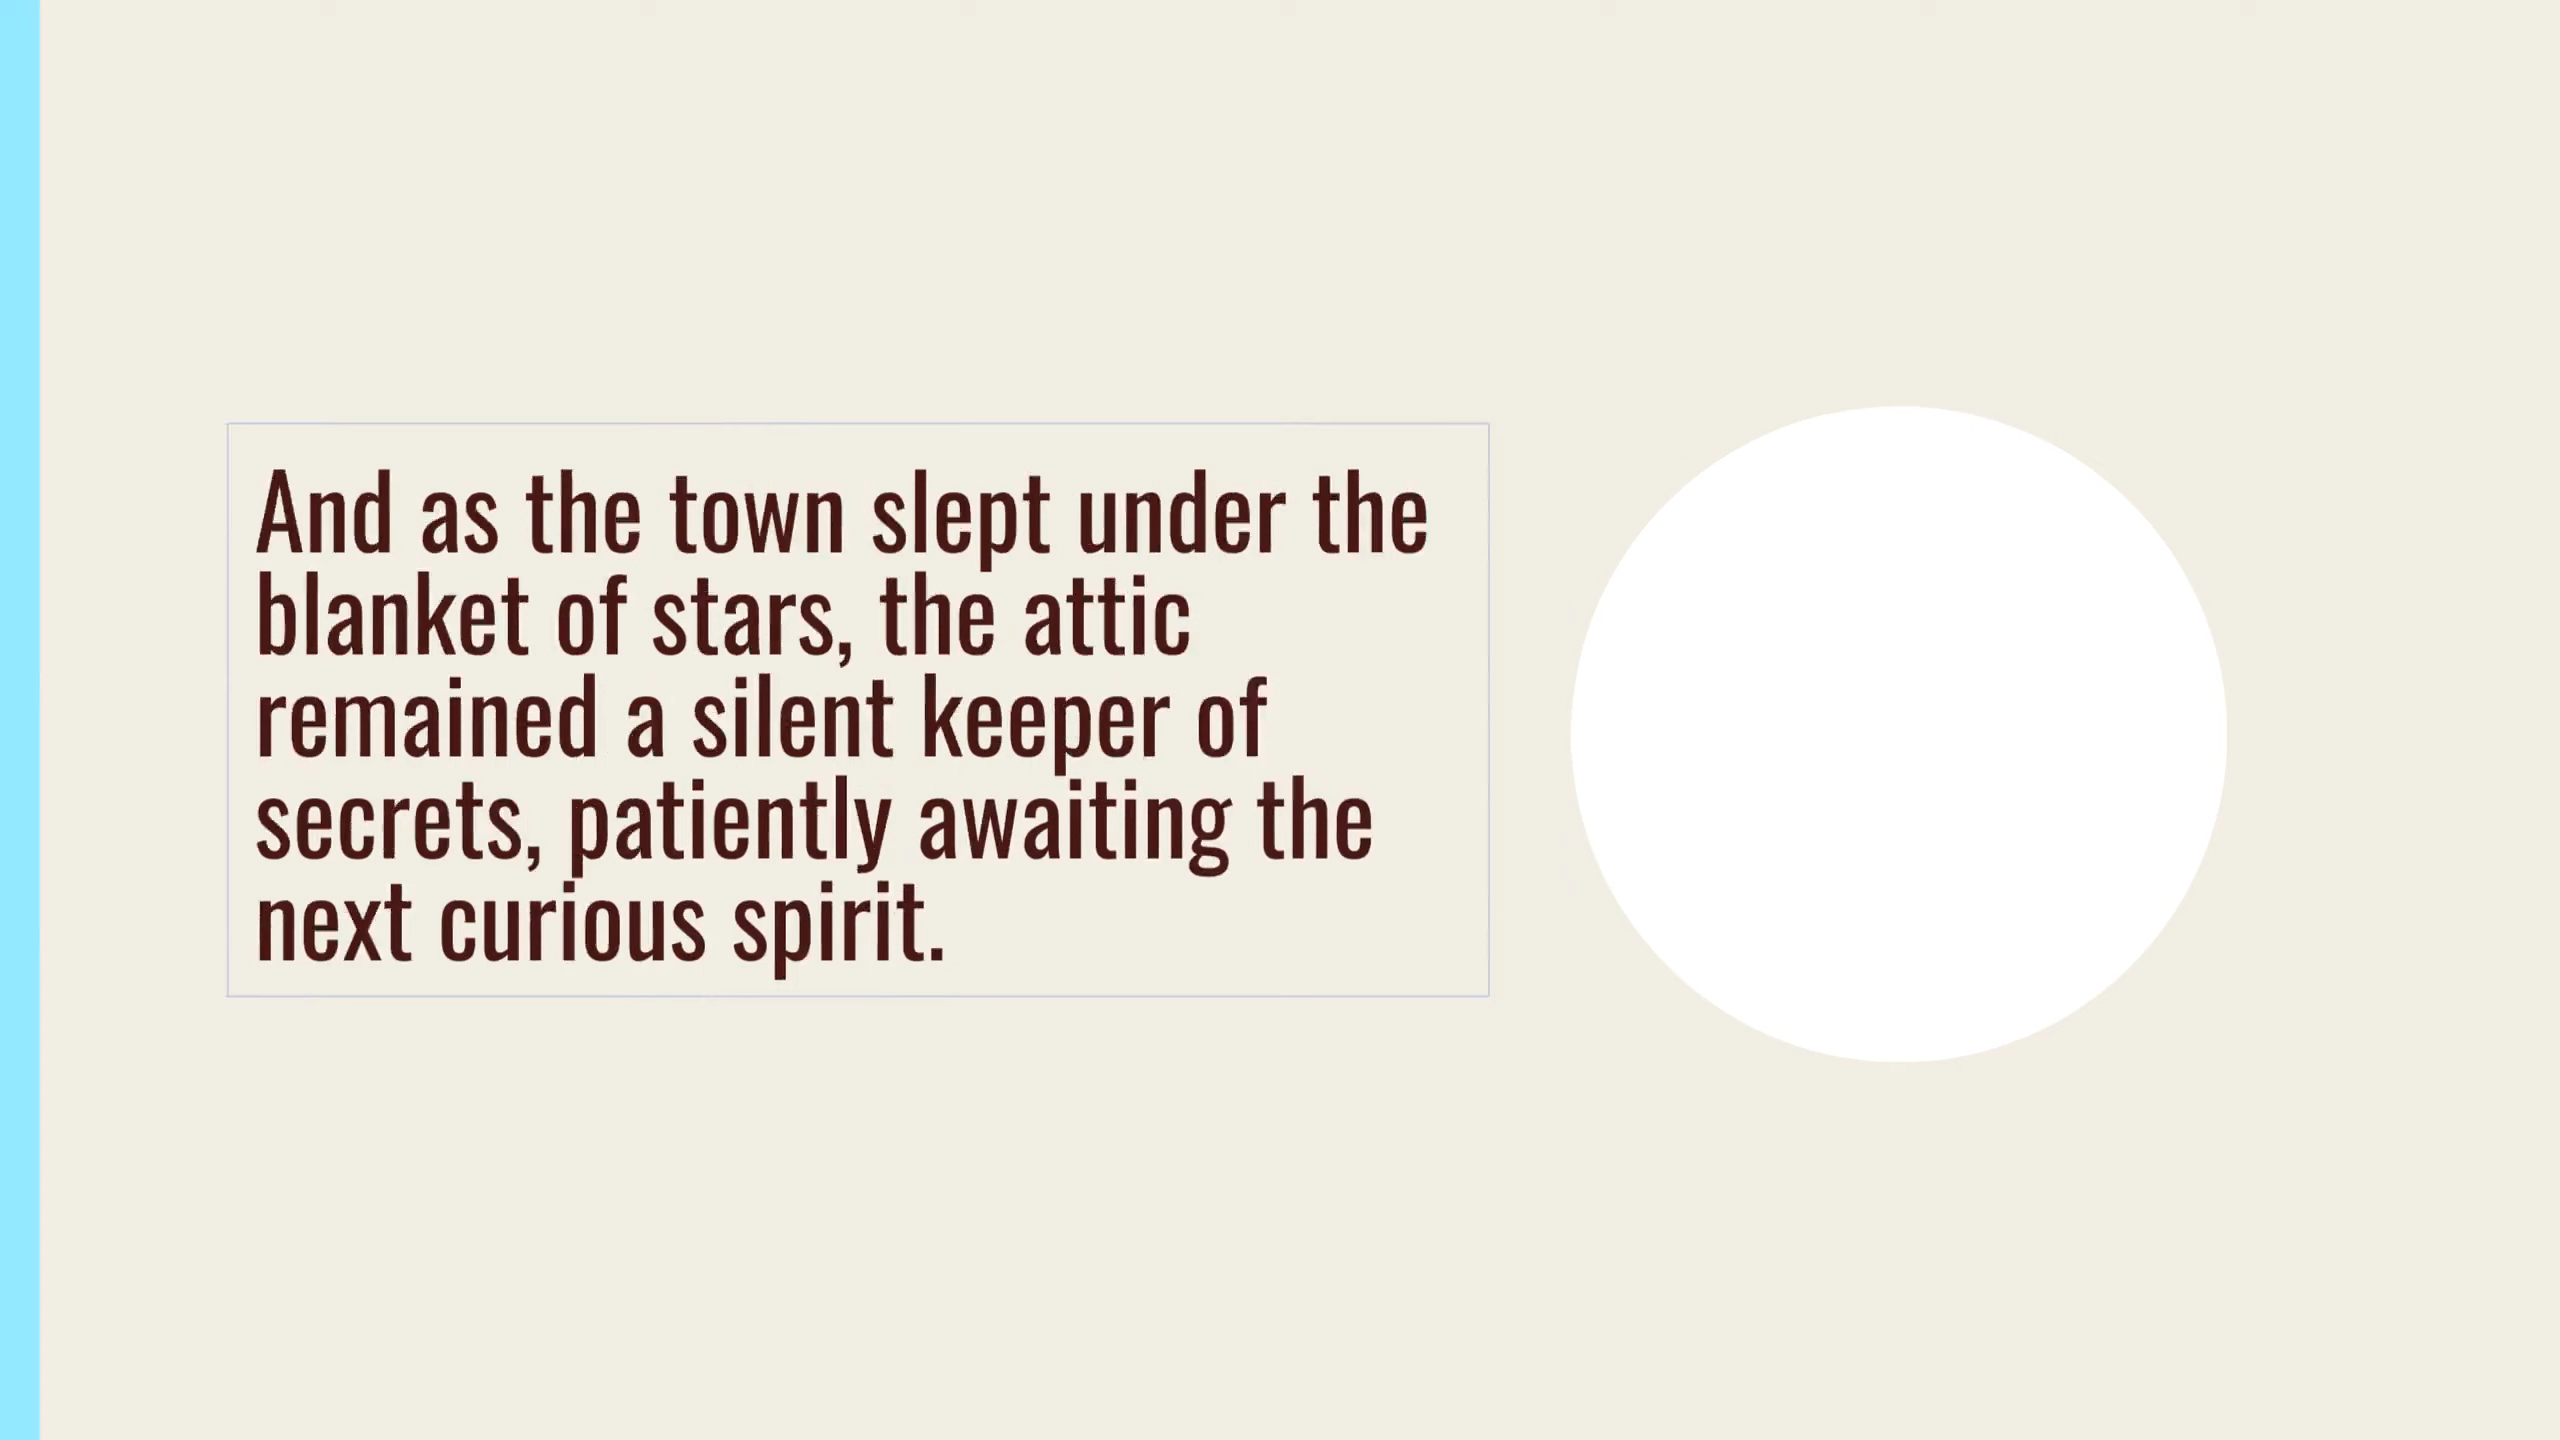 And as the town slept under the
blanket of stars, the attic
remained a silent keeper of
secrets, patiently awaiting the
next curious spirit.